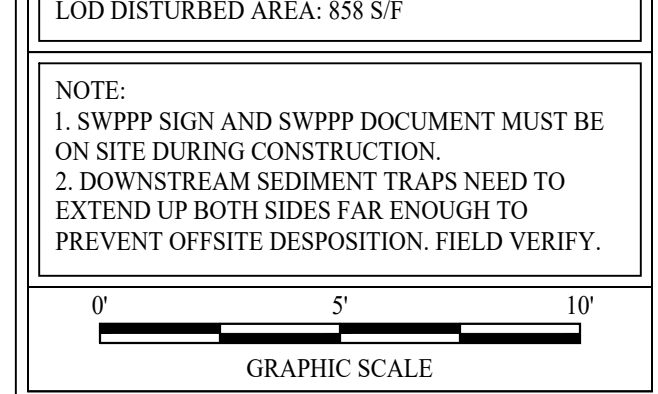 LOD DISTURBED AREA: 858 S/F
NOTE:
1. SWPPP SIGN AND SWPPP DOCUMENT MUST BE
ON SITE DURING CONSTRUCTION.
2. DOWNSTREAM SEDIMENT TRAPS NEED TO
EXTEND UP BOTH SIDES FAR ENOUGH TO
PREVENT OFFSITE DESPOSITION. FIELD VERIFY.
0' 5' 10'
GRAPHIC SCALE